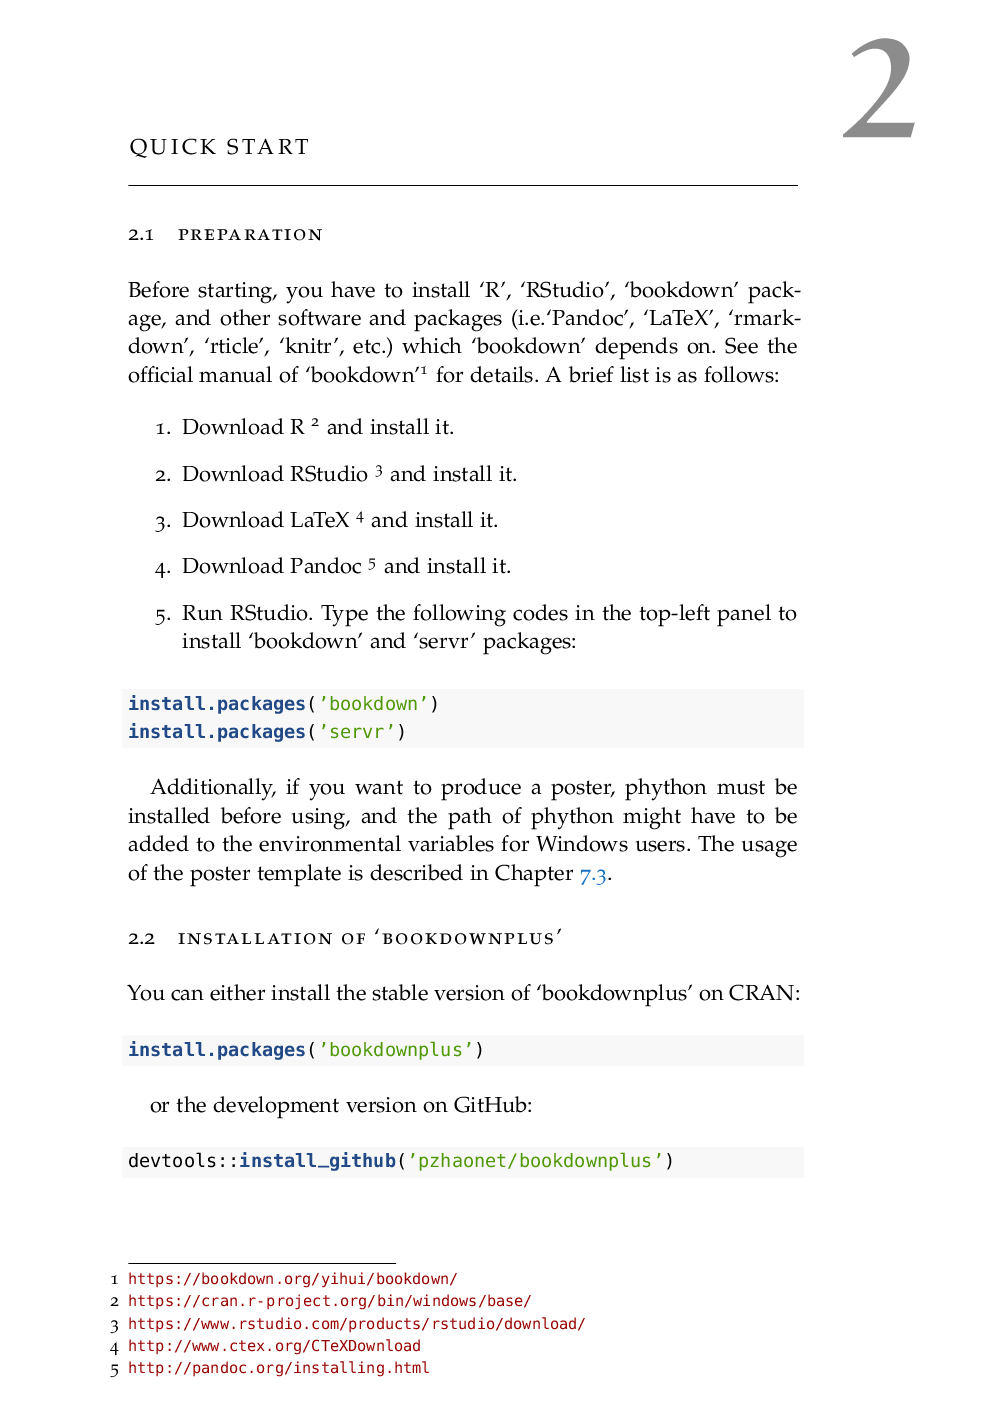 2
QUICK START
2.1 PREPARATION
Before starting, you have to install ‘R’, ‘RStudio’, ‘bookdown’ pack-
age, and other software and packages (i.e.‘Pandoc’, ‘LaTeX’, ‘rmark-
down’, ‘rticle’, ‘knitr’, etc.) which ‘bookdown’ depends on. See the
official manual of ‘bookdown’1 for details. A brief list is as follows:
1. Download R 2 and install it.
2. Download RStudio 3 and install it.
3. Download LaTeX 4 and install it.
4. Download Pandoc 5 and install it.
5. Run RStudio. Type the following codes in the top-left panel to
install ‘bookdown’ and ‘servr’ packages:
install.packages(’bookdown’)
install.packages(’servr’)
Additionally, if you want to produce a poster, phython must be
installed before using, and the path of phython might have to be
added to the environmental variables for Windows users. The usage
of the poster template is described in Chapter 7.3.
2.2 INSTALLATION OF ‘BOOKDOWNPLUS’
You can either install the stable version of ‘bookdownplus’ on CRAN:
install.packages(’bookdownplus’)
or the development version on GitHub:
devtools::install_github(’pzhaonet/bookdownplus’)
1 https://bookdown.org/yihui/bookdown/
2 https://cran.r-project.org/bin/windows/base/
3 https://www.rstudio.com/products/rstudio/download/
4 http://www.ctex.org/CTeXDownload
5 http://pandoc.org/installing.html